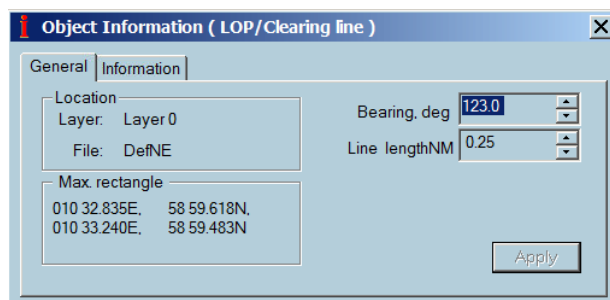 i Object Information ( LOP/Clearing line )
General Information
Location
Layer: Layer 0
File: DefNE
Max. rectangle
010 32.835E, 58 59.618N,
010 33.240E, 58 59.483N
Bearing, deg 123.0
Line lengthNM 0.25
Apply